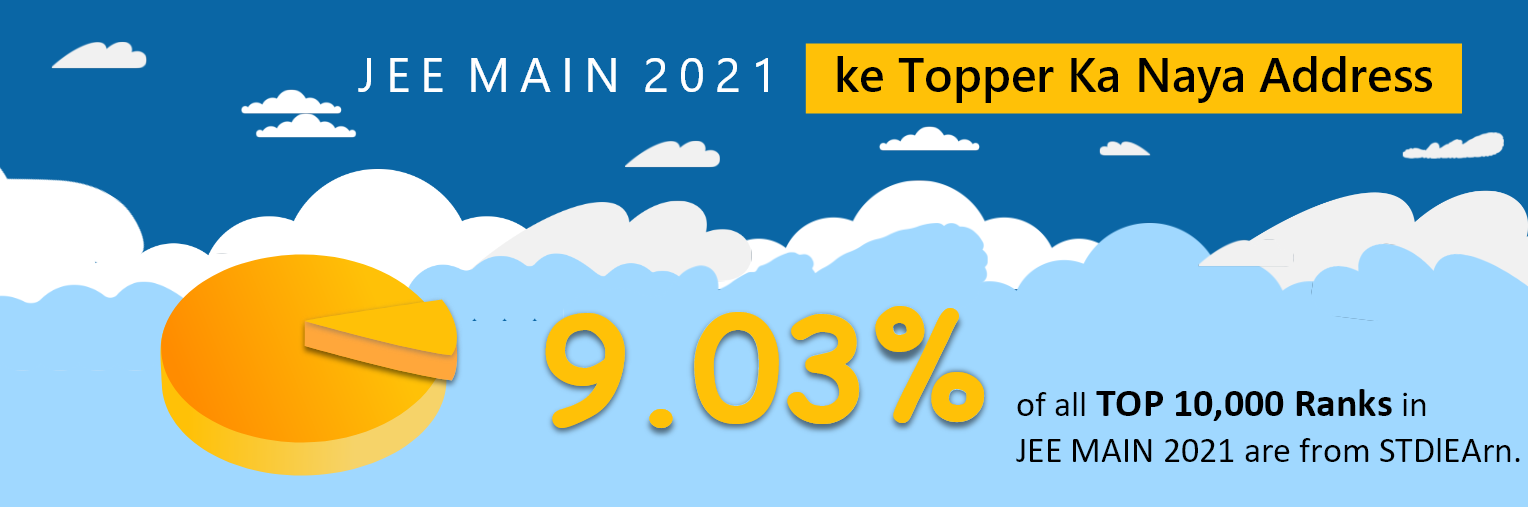 JEE MAIN 2021 ke Topper Ka Naya Address
9.03%
of all TOP 10,000 Ranks in
JEE MAIN 2021 are from STDlEArn.